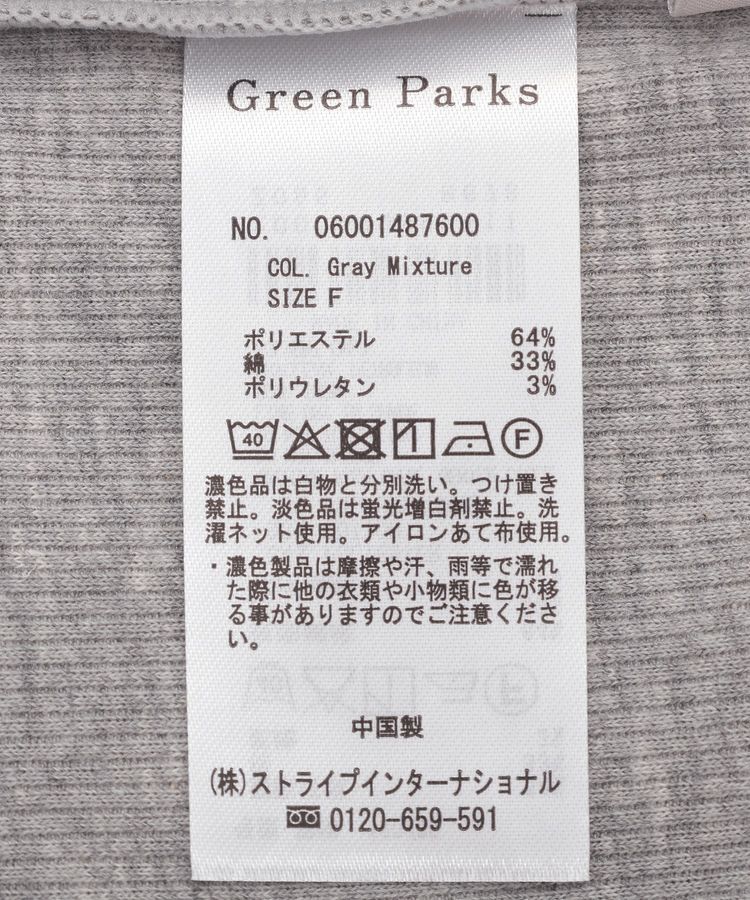 Green Parks
NO. 06001487600
COL. Gray Mixture
SIZE F
ポリエステル 64%
綿 33%
ポリウレタン 3%
40 F
濃色品は白物と分別洗い。つけ置き
禁止。淡色品は蛍光増白剤禁止。洗
濯ネット使用。アイロンあて布使用。
・濃色製品は摩擦や汗、雨等で濡れ
た際に他の衣類や小物類に色が移
る事がありますのでご注意くださ
い。
中国製
(株)ストライプインターナショナル
0120-659-591